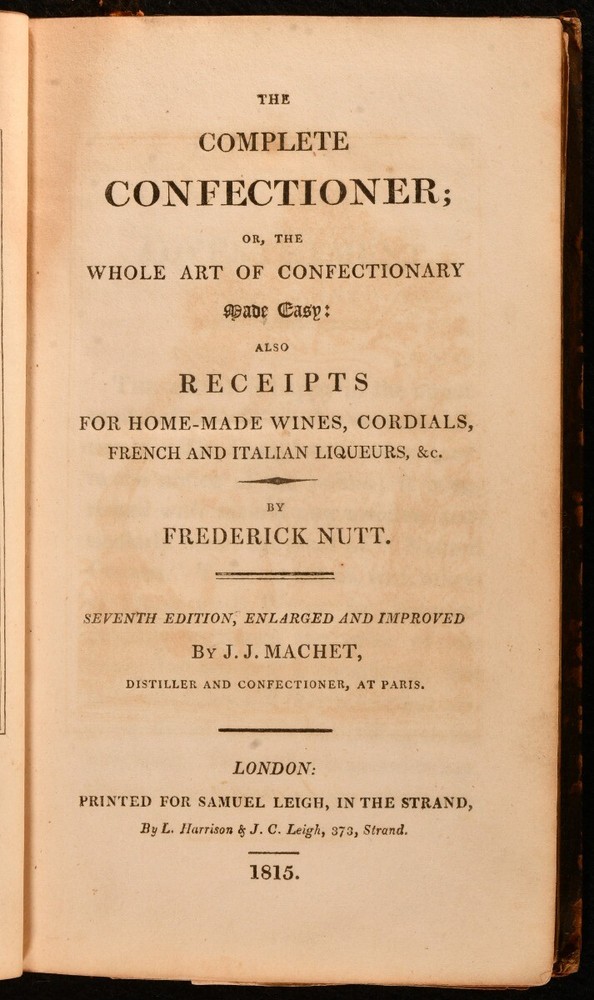 THE
COMPLETE
CONFECTIONER;
OR, THE
WHOLE ART OF CONFECTIONARY
Made Easy:
ALSO
RECEIPTS
FOR HOME-MADE WINES, CORDIALS,
FRENCH AND ITALIAN LIQUEURS, &c.
BY
FREDERICK NUTT.
SEVENTH EDITION, ENLARGED AND IMPROVED
BY J. J. MACHET,
DISTILLER AND CONFECTIONER, AT PARIS.
LONDON:
PRINTED FOR SAMUEL LEIGH, IN THE STRAND,
By L. Harrison & J. C. Leigh, 373, Strand.
1815.